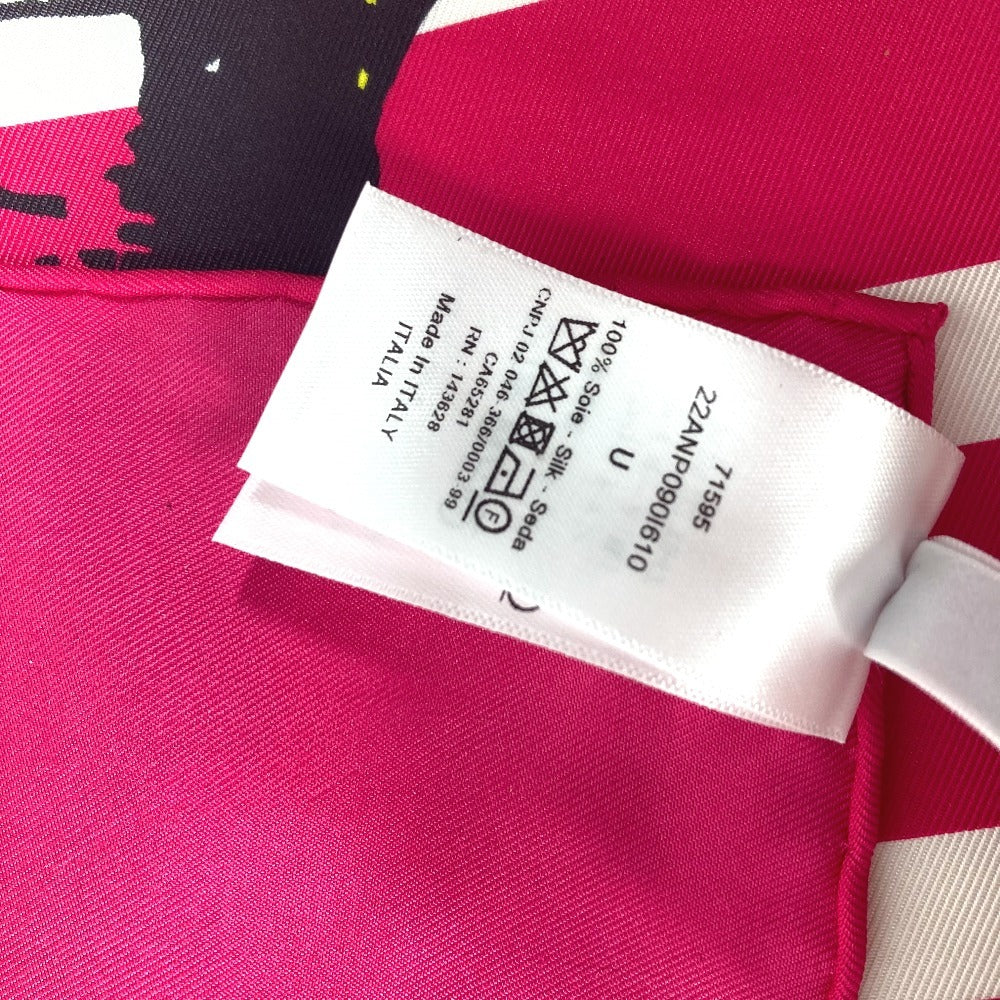 71595
22ANP090I610
U
100% Soie - Silk - Seda
F
CNPJ 02.046.366/0003.99
CA65281
RN : 143628
Made In ITALY
ITALIA